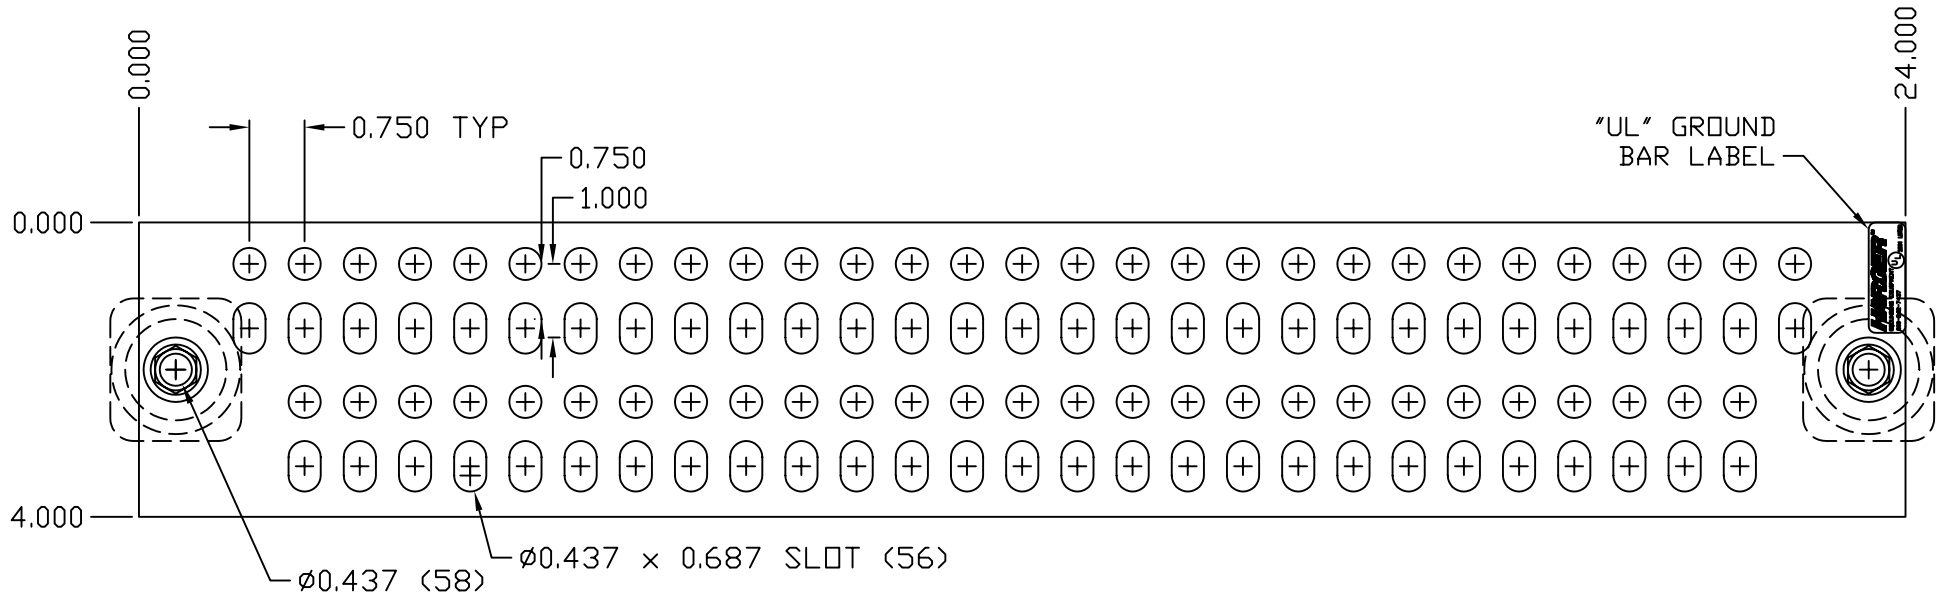 0.000
24.000
0.750 TYP
0.750
1.000
"UL" GROUND
BAR LABEL
0.000
4.000
UL
Ø0.437 x 0.687 SLOT (56)
Ø0.437 (58)